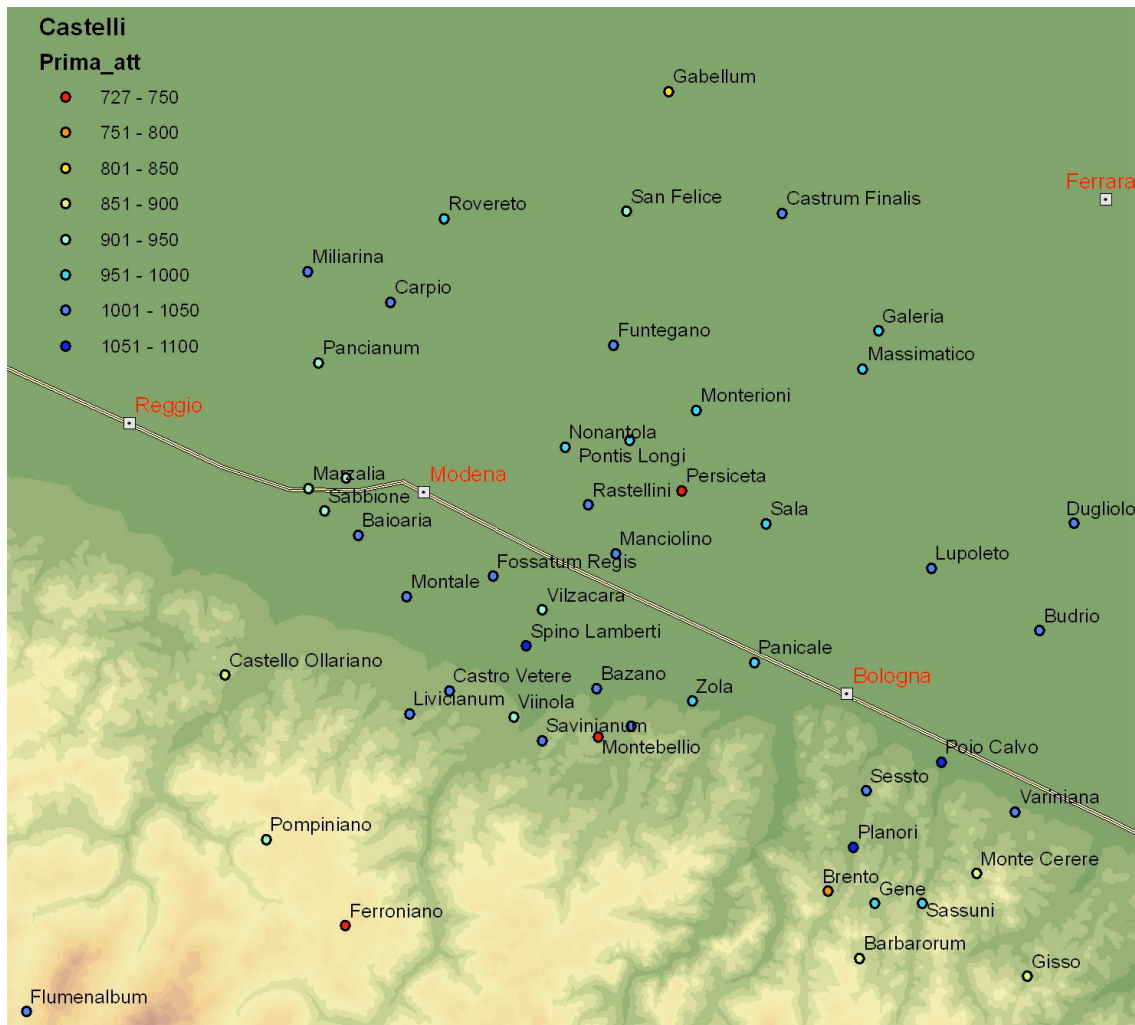 Castelli
Prima_att
727 - 750
751 - 800
801 - 850
851 - 900
901 - 950
951 - 1000
1001 - 1050
1051 - 1100
Gabellum
Ferrara
San Felice
Castrum Finalis
Rovereto
Miliarina
Carpio
Galeria
Funtegano
Pancianum
Massimatico
Monterioni
Reggio
Nonantola
Pontis Longi
Marzalia
Modena
Persiceta
Sabbione
Rastellini
Sala
Dugliolo
Baioaria
Manciolino
Lupoleto
Fossatum Regis
Montale
Vilzacara
Budrio
Spino Lamberti
Panicale
Castello Ollariano
Castro Vetere
Bazano
Bologna
Zola
Livicianum
Viinola
Savinianum
Montebellio
Poio Calvo
Sessto
Variniana
Pompiniano
Planori
Monte Cerere
Brento
Gene
Sassuni
Ferroniano
Barbarorum
Gisso
Flumenalbum